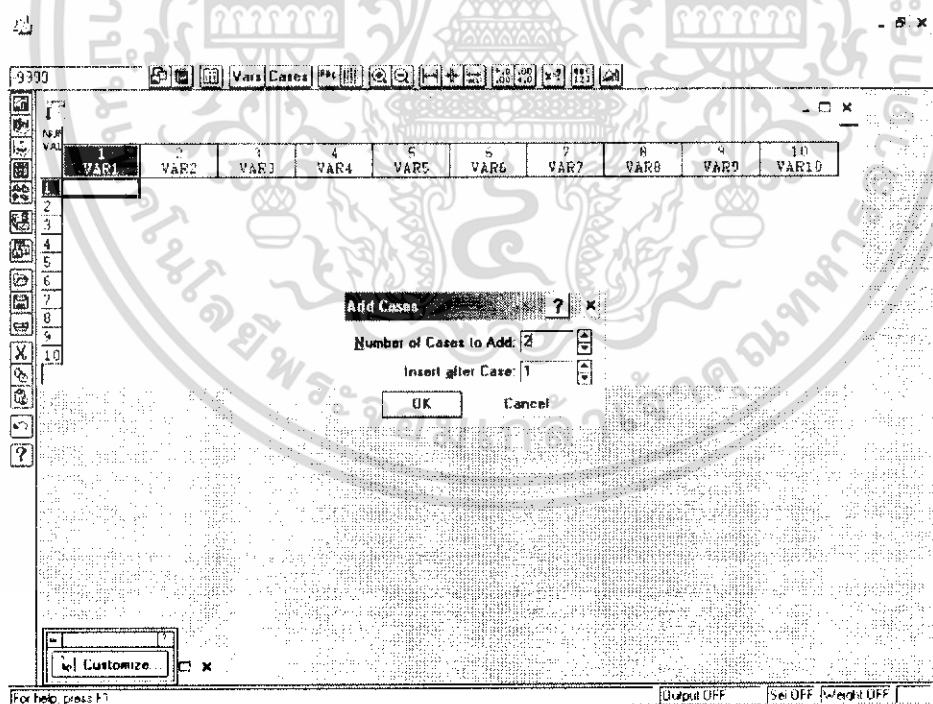 -9999
Vars Cases
NUM
VAL
1 2 3 4 5 6 7 8 9 10
VAR1 VAR2 VAR3 VAR4 VAR5 VAR6 VAR7 VAR8 VAR9 VAR10
1
2
3
4
5
6
7
8
9
10
Add Cases ? ×
Number of Cases to Add: 2
Insert after Case: 1
OK Cancel
?
Customize...
For help, press F1 Output OFF Sel OFF Weight OFF